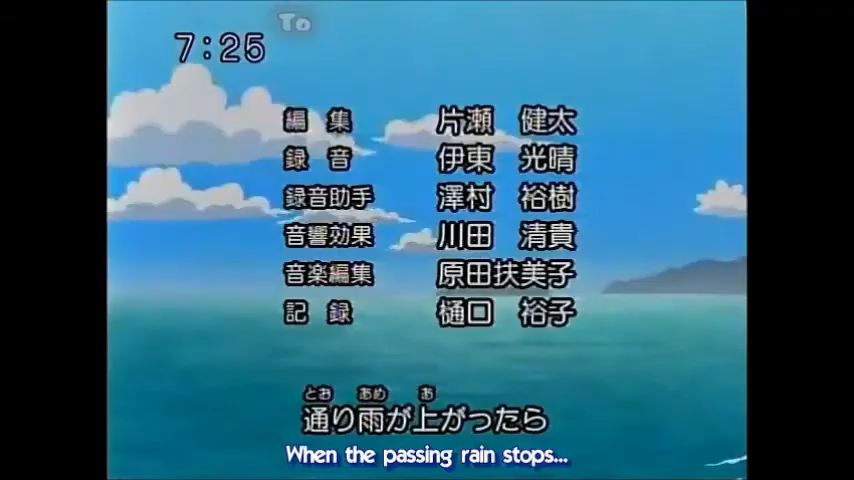 To
7:25
編集 片瀬 健太
録音 伊東 光晴
録音助手 澤村 裕樹
音響効果 川田 清貴
音楽編集 原田扶美子
記録 樋口 裕子
とお あめ あ
通り雨が上がったら
When the passing rain stops...